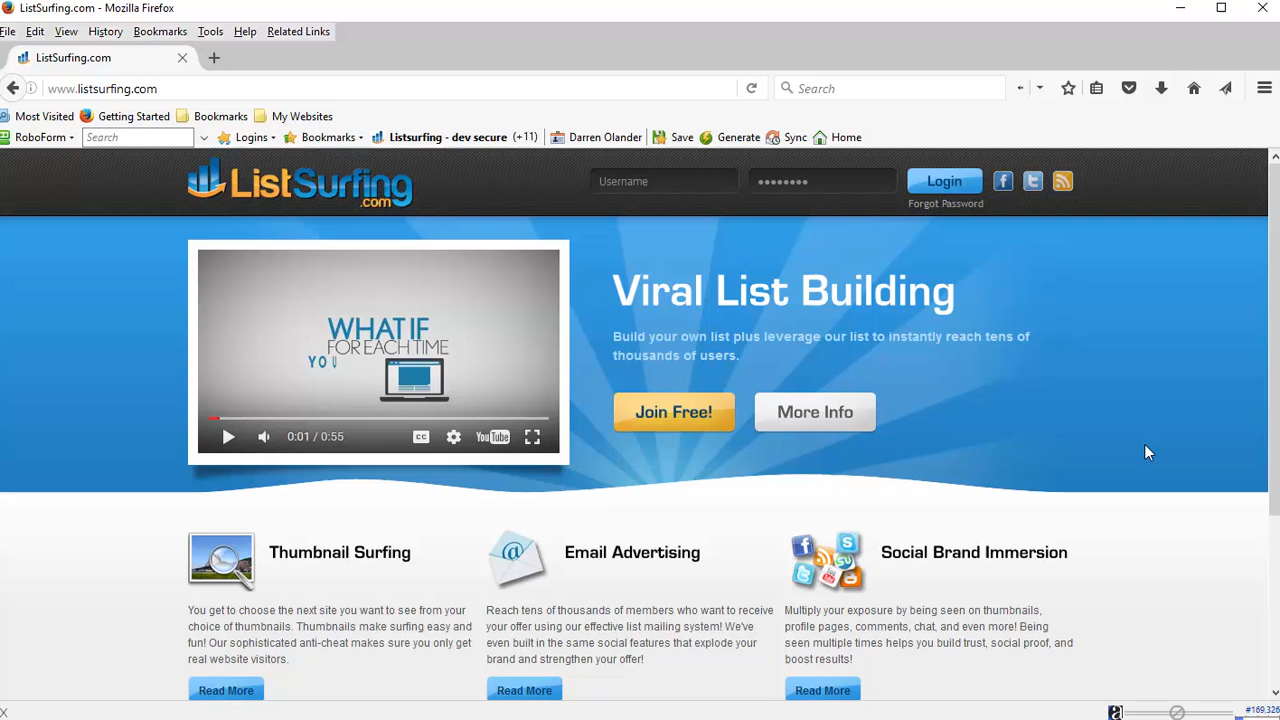 ListSurfing.com - Mozilla Firefox
File Edit View History Bookmarks Tools Help Related Links
ListSurfing.com
www.listsurfing.com
Search
Most Visited Getting Started Bookmarks My Websites
RoboForm Search Logins Bookmarks Listsurfing - dev secure (+11) Darren Olander Save Generate Sync Home
ListSurfing.com
Username
Login
Forgot Password
WHAT IF
FOR EACH TIME
YOU
0:01 / 0:55
CC
YouTube
Viral List Building
Build your own list plus leverage our list to instantly reach tens of
thousands of users.
Join Free! More Info
Thumbnail Surfing
You get to choose the next site you want to see from your
choice of thumbnails. Thumbnails make surfing easy and
fun! Our sophisticated anti-cheat makes sure you only get
real website visitors.
Read More
Email Advertising
Reach tens of thousands of members who want to receive
your offer using our effective list mailing system! We've
even built in the same social features that explode your
brand and strengthen your offer!
Read More
Social Brand Immersion
Multiply your exposure by being seen on thumbnails,
profile pages, comments, chat, and even more! Being
seen multiple times helps you build trust, social proof, and
boost results!
Read More
#169,326